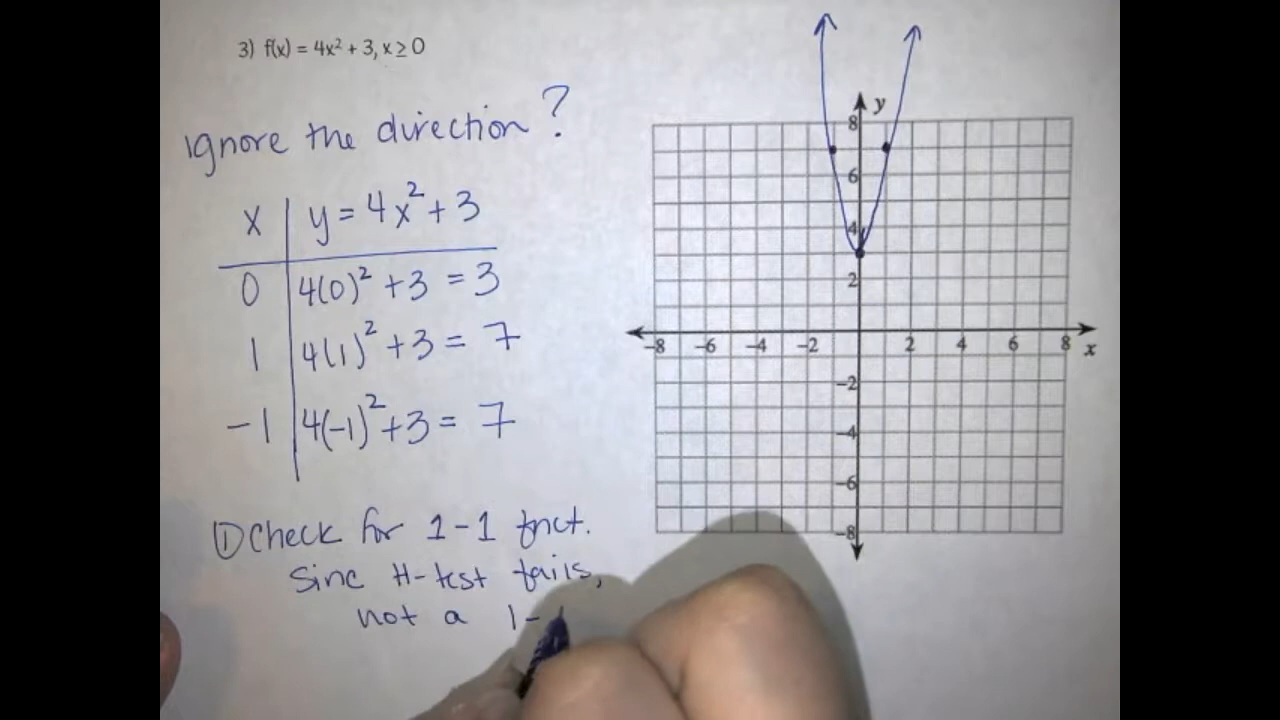 3) f(x) = 4x² + 3, x ≥ 0
ignore the direction?
x | y = 4x² + 3
0 | 4(0)² + 3 = 3
1 | 4(1)² + 3 = 7
-1 | 4(-1)² + 3 = 7
① Check for 1-1 fnct.
Sinc H-test fails,
not a 1-
y
8
6
4
2
-8 -6 -4 -2 2 4 6 8 x
-2
-4
-6
-8